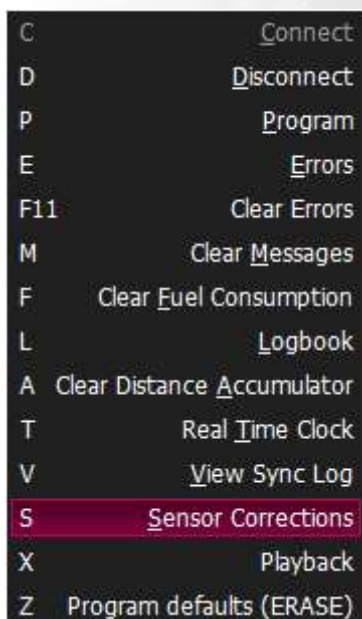 C Connect
D Disconnect
P Program
E Errors
F11 Clear Errors
M Clear Messages
F Clear Fuel Consumption
L Logbook
A Clear Distance Accumulator
T Real Time Clock
V View Sync Log
S Sensor Corrections
X Playback
Z Program defaults (ERASE)